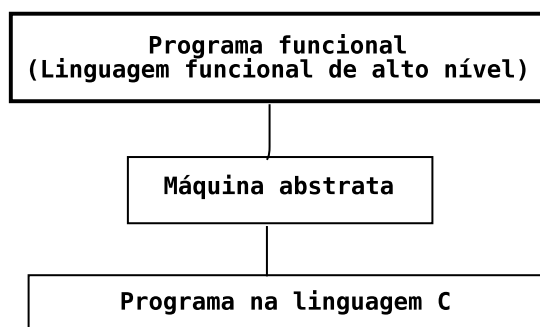 Programa funcional
(Linguagem funcional de alto nível)
Máquina abstrata
Programa na linguagem C